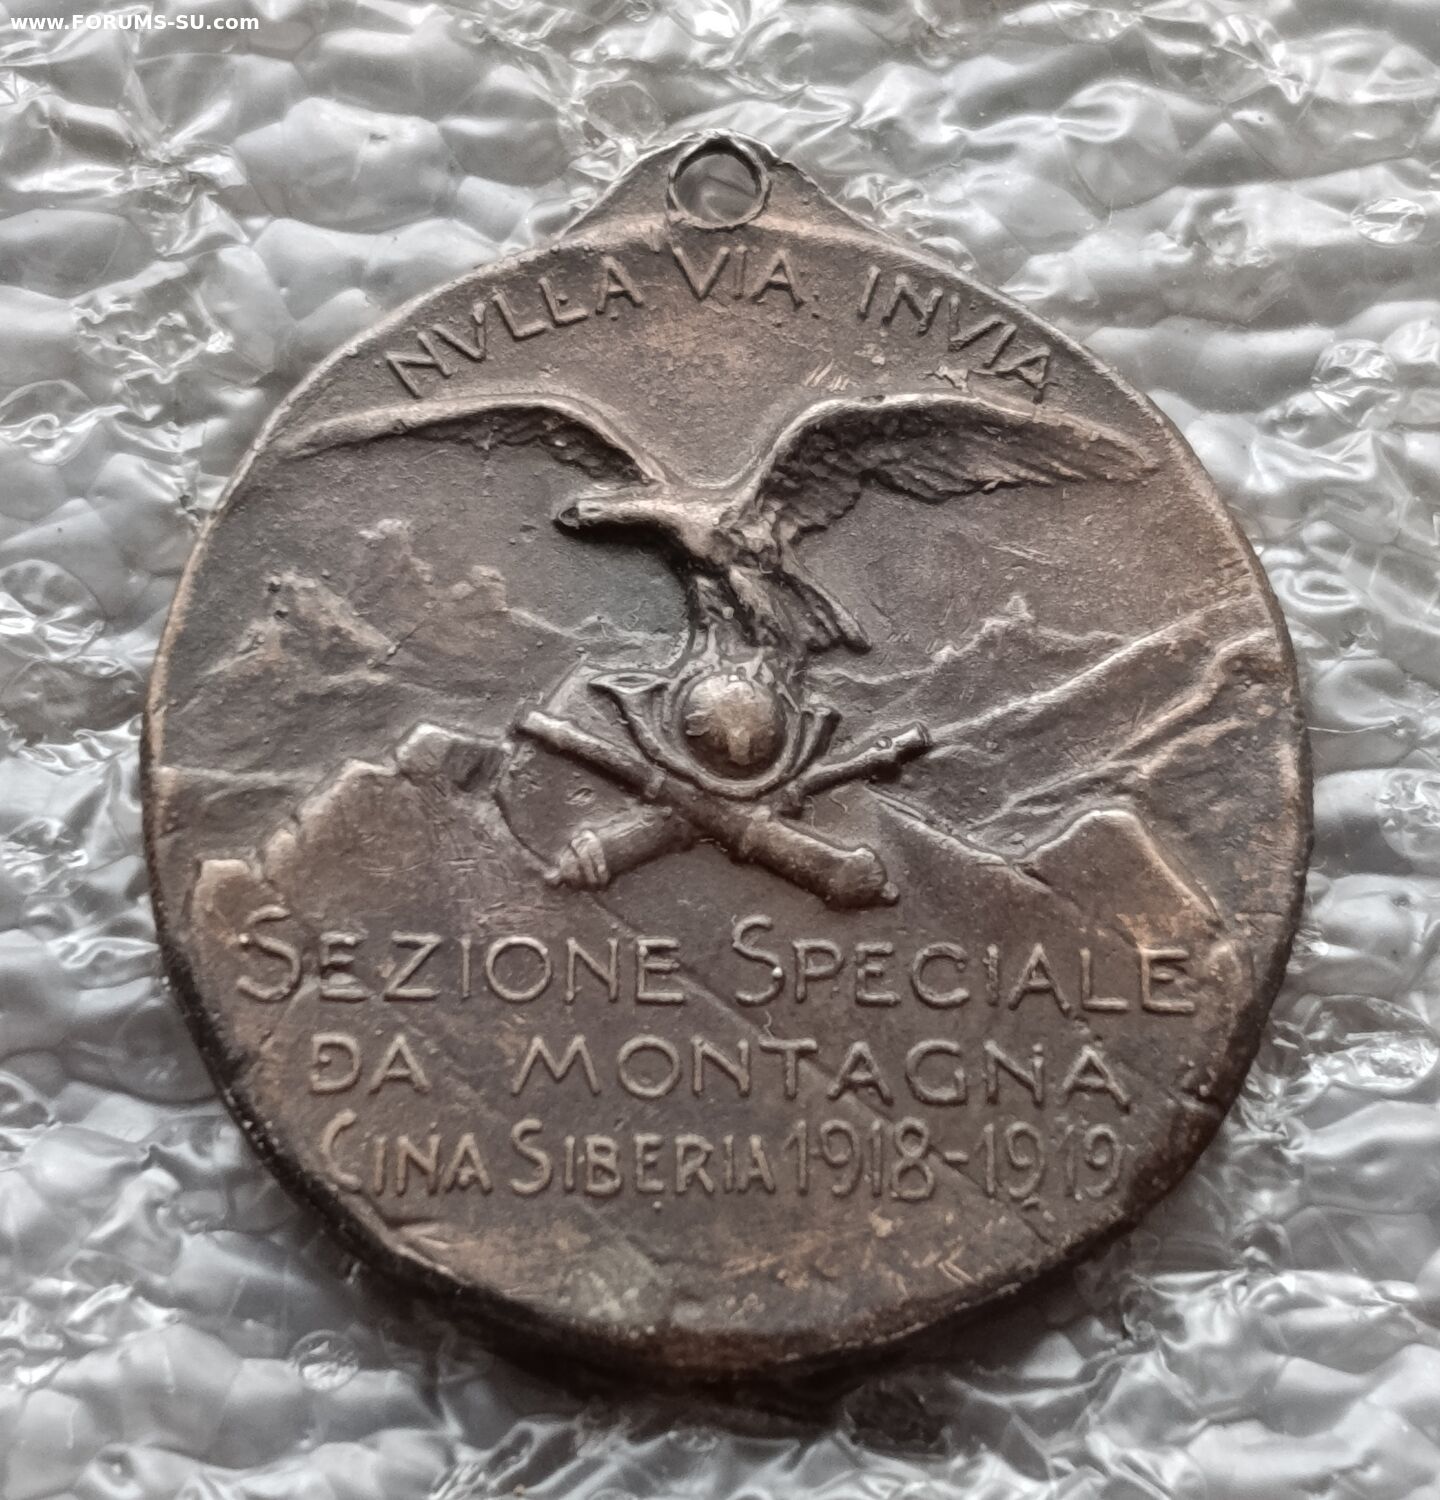 www.FORUMS-SU.com
NVLLA VIA INVIA
SEZIONE SPECIALE
DA MONTAGNA
CINA SIBERIA 1918-1919